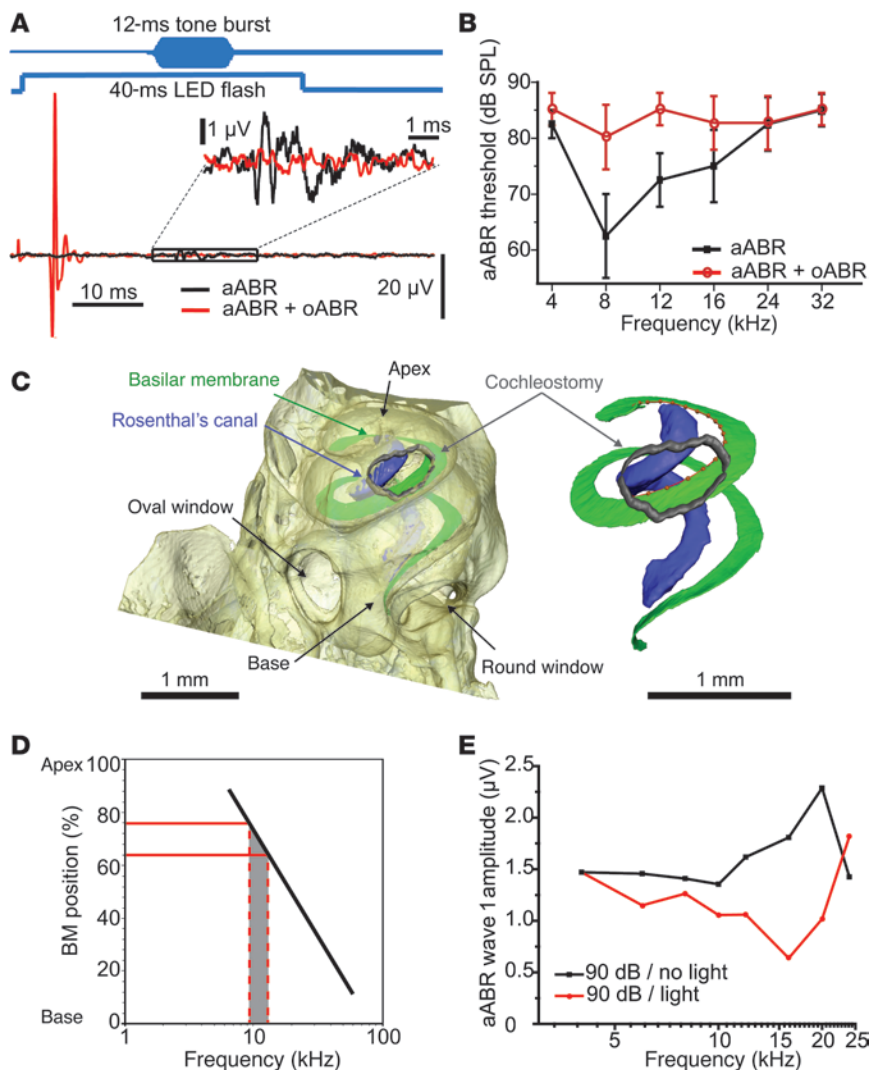 A
12-ms tone burst
40-ms LED flash
1 µV
1 ms
10 ms
aABR
aABR + oABR
20 µV
B
aABR threshold (dB SPL)
90
80
70
60
4 8 12 16 24 32
Frequency (kHz)
aABR
aABR + oABR
C
Basilar membrane
Apex
Cochleostomy
Rosenthal's canal
Oval window
Base
Round window
1 mm
1 mm
D
BM position (%)
Apex 100
80
60
40
20
Base 0
1 10 100
Frequency (kHz)
E
aABR wave 1 amplitude (µV)
2.5
2.0
1.5
1.0
0.5
0
90 dB / no light
90 dB / light
5 10 15 20 25
Frequency (kHz)